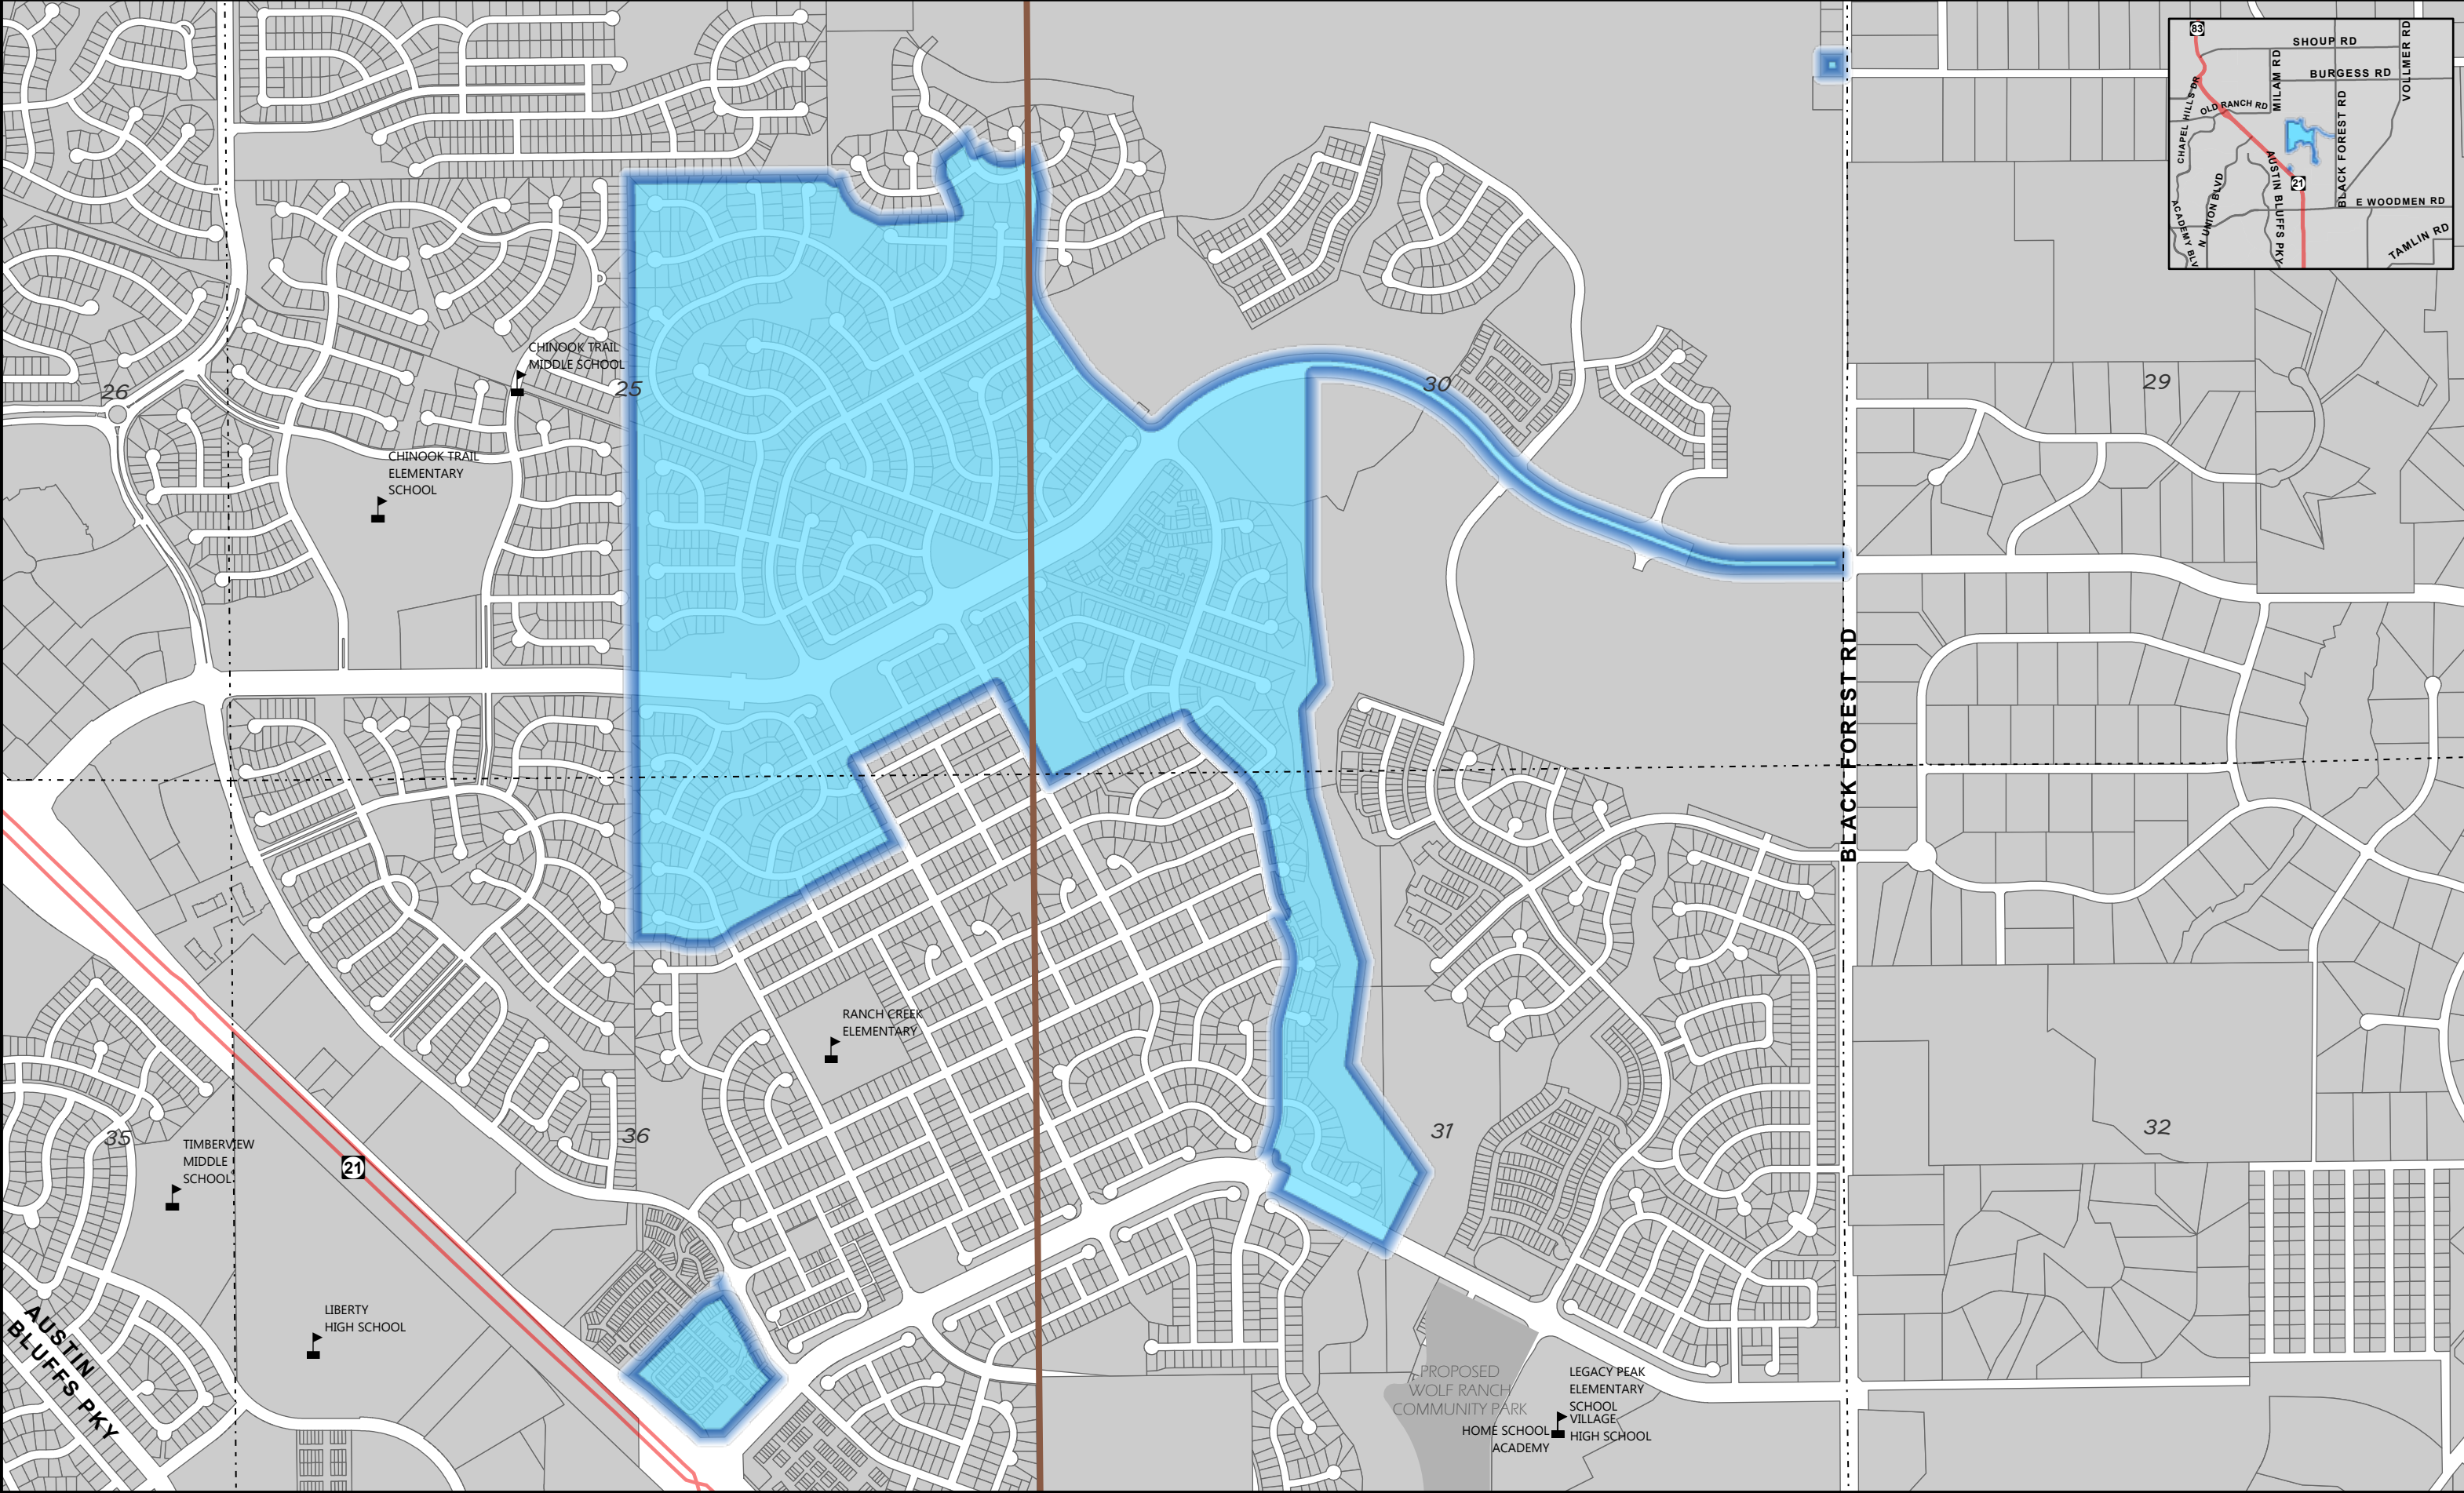 83
SHOUP RD
VOLLMER RD
MILAM RD
BURGESS RD
CHAPEL HILLS DR
OLD RANCH RD
BLACK FOREST RD
AUSTIN BLUFFS PKY
21
N UNION BLVD
ACADEMY BLV
E WOODMEN RD
TAMLIN RD
CHINOOK TRAIL
MIDDLE SCHOOL
26
25
30
29
CHINOOK TRAIL
ELEMENTARY
SCHOOL
BLACK FOREST RD
RANCH CREEK
ELEMENTARY
35
36
31
32
TIMBERVIEW
MIDDLE
SCHOOL
21
LIBERTY
HIGH SCHOOL
AUSTIN
BLUFFS PKY
PROPOSED
WOLF RANCH
COMMUNITY PARK
LEGACY PEAK
ELEMENTARY
SCHOOL
VILLAGE
HIGH SCHOOL
HOME SCHOOL
ACADEMY